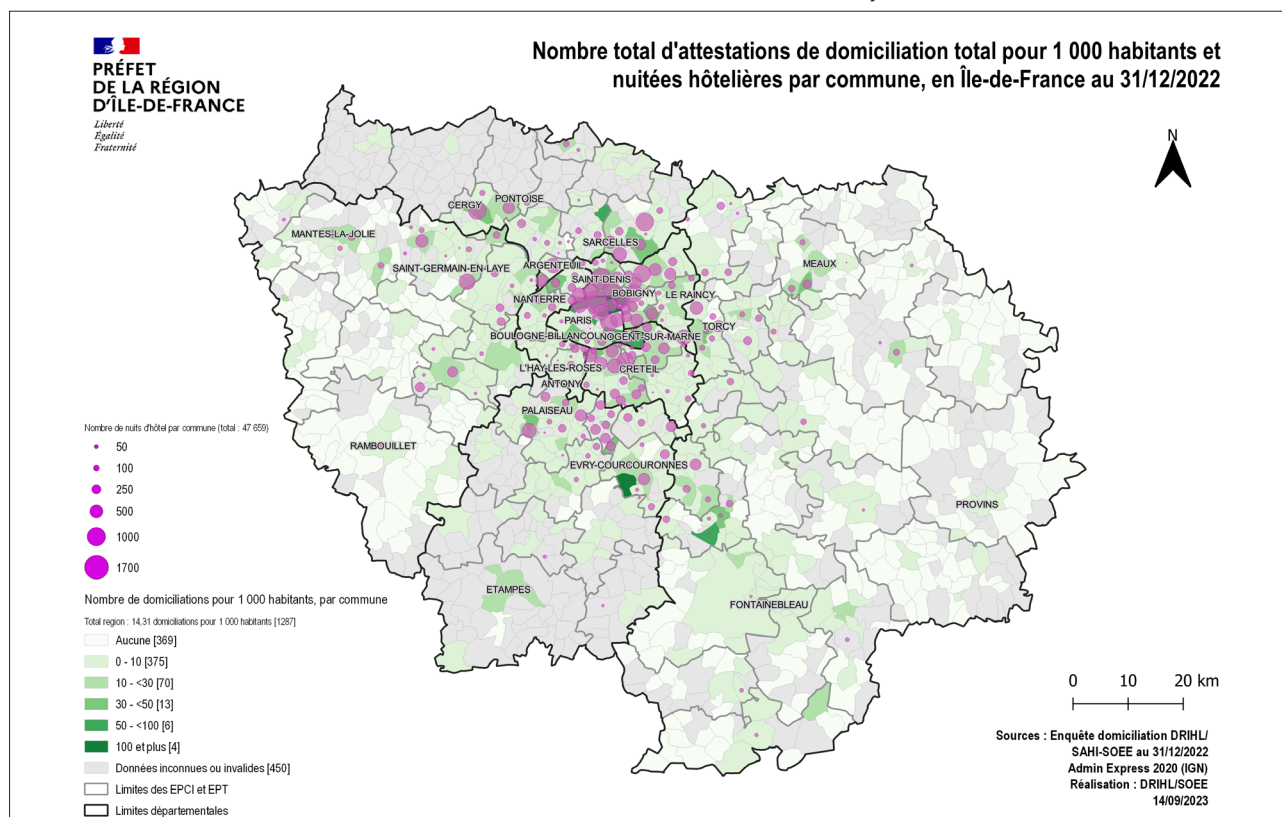 Nombre total d'attestations de domiciliation total pour 1 000 habitants et
nuitées hôtelières par commune, en Île-de-France au 31/12/2022
PRÉFET
DE LA RÉGION
D'ÎLE-DE-FRANCE
Liberté
Égalité
Fraternité
N
CERGY
PONTOISE
MANTES-LA-JOLIE
SARCELLES
SAINT-GERMAIN-EN-LAYE
ARGENTEUIL
MEAUX
SAINT-DENIS
BOBIGNY
LE RAINCY
NANTERRE
PARIS
TORCY
BOULOGNE-BILLANCOU
NOGENT-SUR-MARNE
L'HAY-LES-ROSES
CRETEIL
ANTONY
PALAISEAU
RAMBOUILLET
EVRY-COURCOURONNES
PROVINS
ETAMPES
FONTAINEBLEAU
Nombre de nuits d'hôtel par commune (total : 47 659)
50
100
250
500
1000
1700
Nombre de domiciliations pour 1 000 habitants, par commune
Total region : 14,31 domiciliations pour 1 000 habitants [1287]
Aucune [369]
0 - 10 [375]
10 - <30 [70]
30 - <50 [13]
50 - <100 [6]
100 et plus [4]
Données inconnues ou invalides [450]
Limites des EPCI et EPT
Limites départementales
0 10 20 km
Sources : Enquête domiciliation DRIHL/
SAHI-SOEE au 31/12/2022
Admin Express 2020 (IGN)
Réalisation : DRIHL/SOEE
14/09/2023